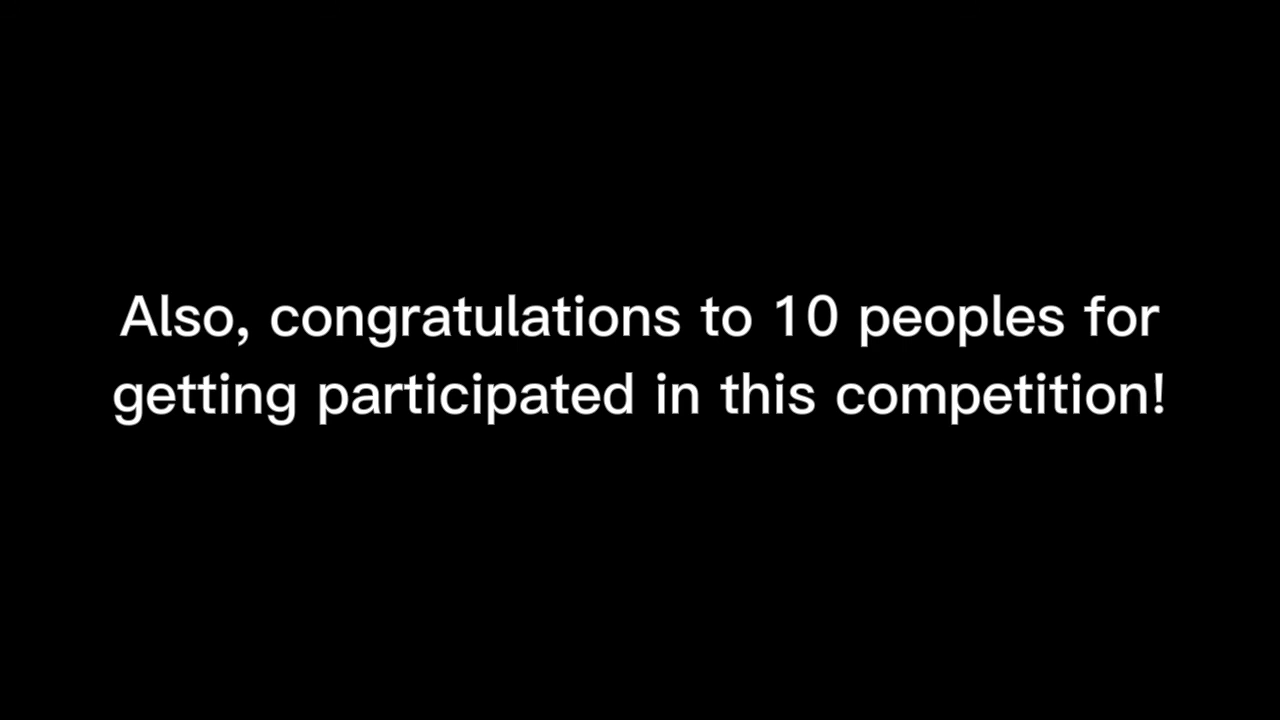 Also, congratulations to 10 peoples for
getting participated in this competition!